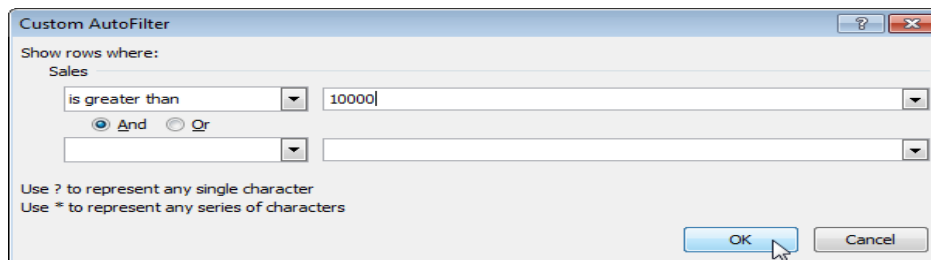 Custom AutoFilter
Show rows where:
Sales
is greater than 10000
And Or
Use ? to represent any single character
Use * to represent any series of characters
OK Cancel